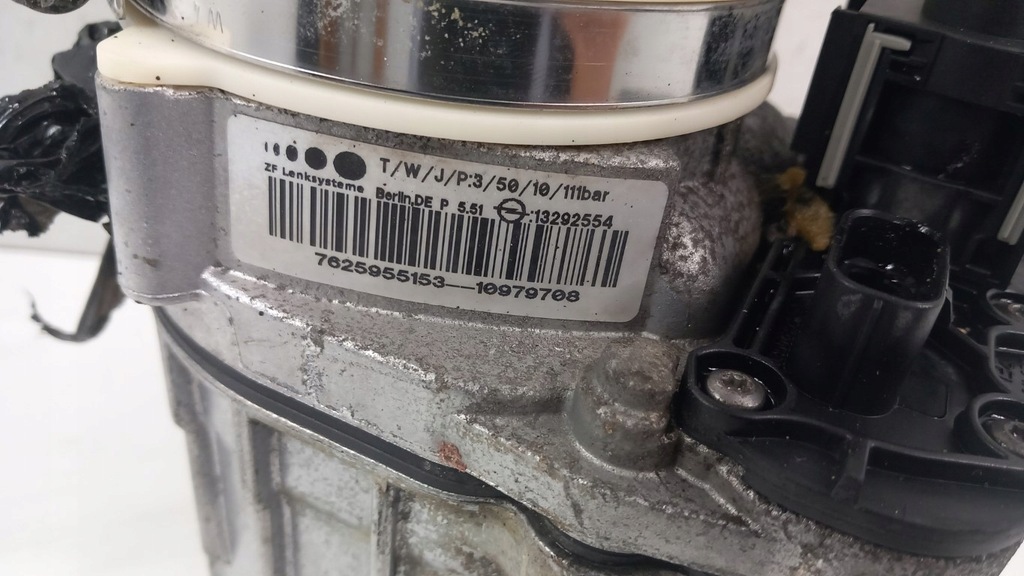 T/W/J/P:3/50/10/111bar
ZF Lenksysteme Berlin,DE P 5.51 13292554
7625955153--10979708